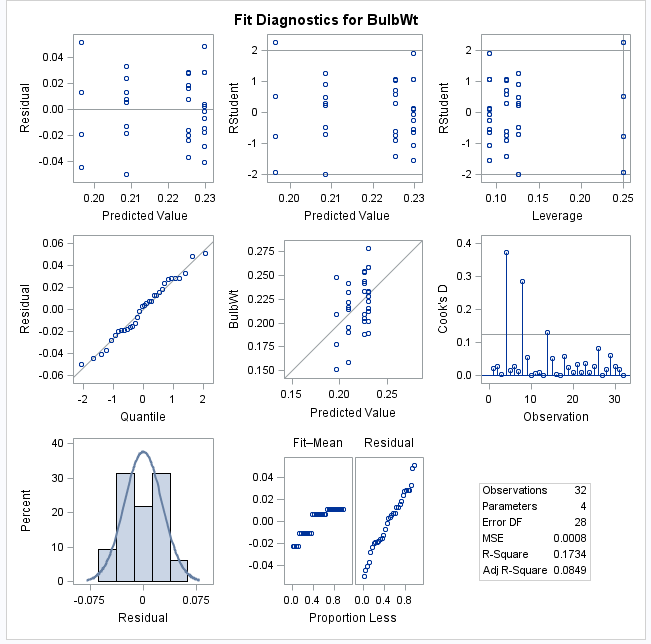 Fit Diagnostics for BulbWt
Residual
0.04
0.02
0.00
-0.02
-0.04
0.20 0.21 0.22 0.23
Predicted Value
RStudent
2
1
0
-1
-2
0.20 0.21 0.22 0.23
Predicted Value
RStudent
2
1
0
-1
-2
0.10 0.15 0.20 0.25
Leverage
Residual
0.06
0.04
0.02
0.00
-0.02
-0.04
-0.06
-2 -1 0 1 2
Quantile
BulbWt
0.275
0.250
0.225
0.200
0.175
0.150
0.15 0.20 0.25
Predicted Value
Cook's D
0.4
0.3
0.2
0.1
0.0
0 10 20 30
Observation
Percent
40
30
20
10
0
-0.075 0 0.075
Residual
Fit–Mean Residual
0.04
0.02
0.00
-0.02
-0.04
0.0 0.4 0.8 0.0 0.4 0.8
Proportion Less
Observations 32
Parameters 4
Error DF 28
MSE 0.0008
R-Square 0.1734
Adj R-Square 0.0849